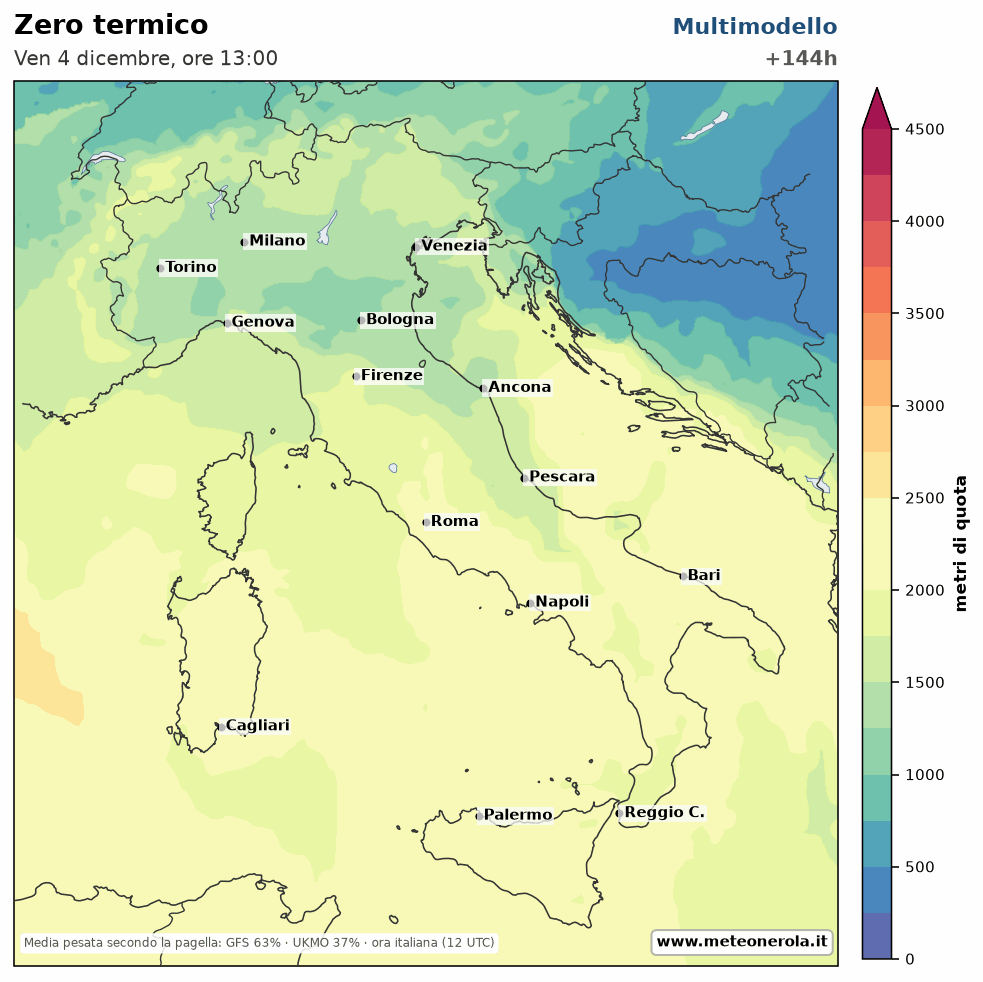 Zero termico
Multimodello
Ven 4 dicembre, ore 13:00
+144h
4500
4000
3500
3000
2500
2000
1500
1000
500
0
metri di quota
Milano
Venezia
Torino
Genova
Bologna
Firenze
Ancona
Pescara
Roma
Bari
Napoli
Cagliari
Palermo
Reggio C.
Media pesata secondo la pagella: GFS 63% · UKMO 37% · ora italiana (12 UTC)
www.meteonerola.it